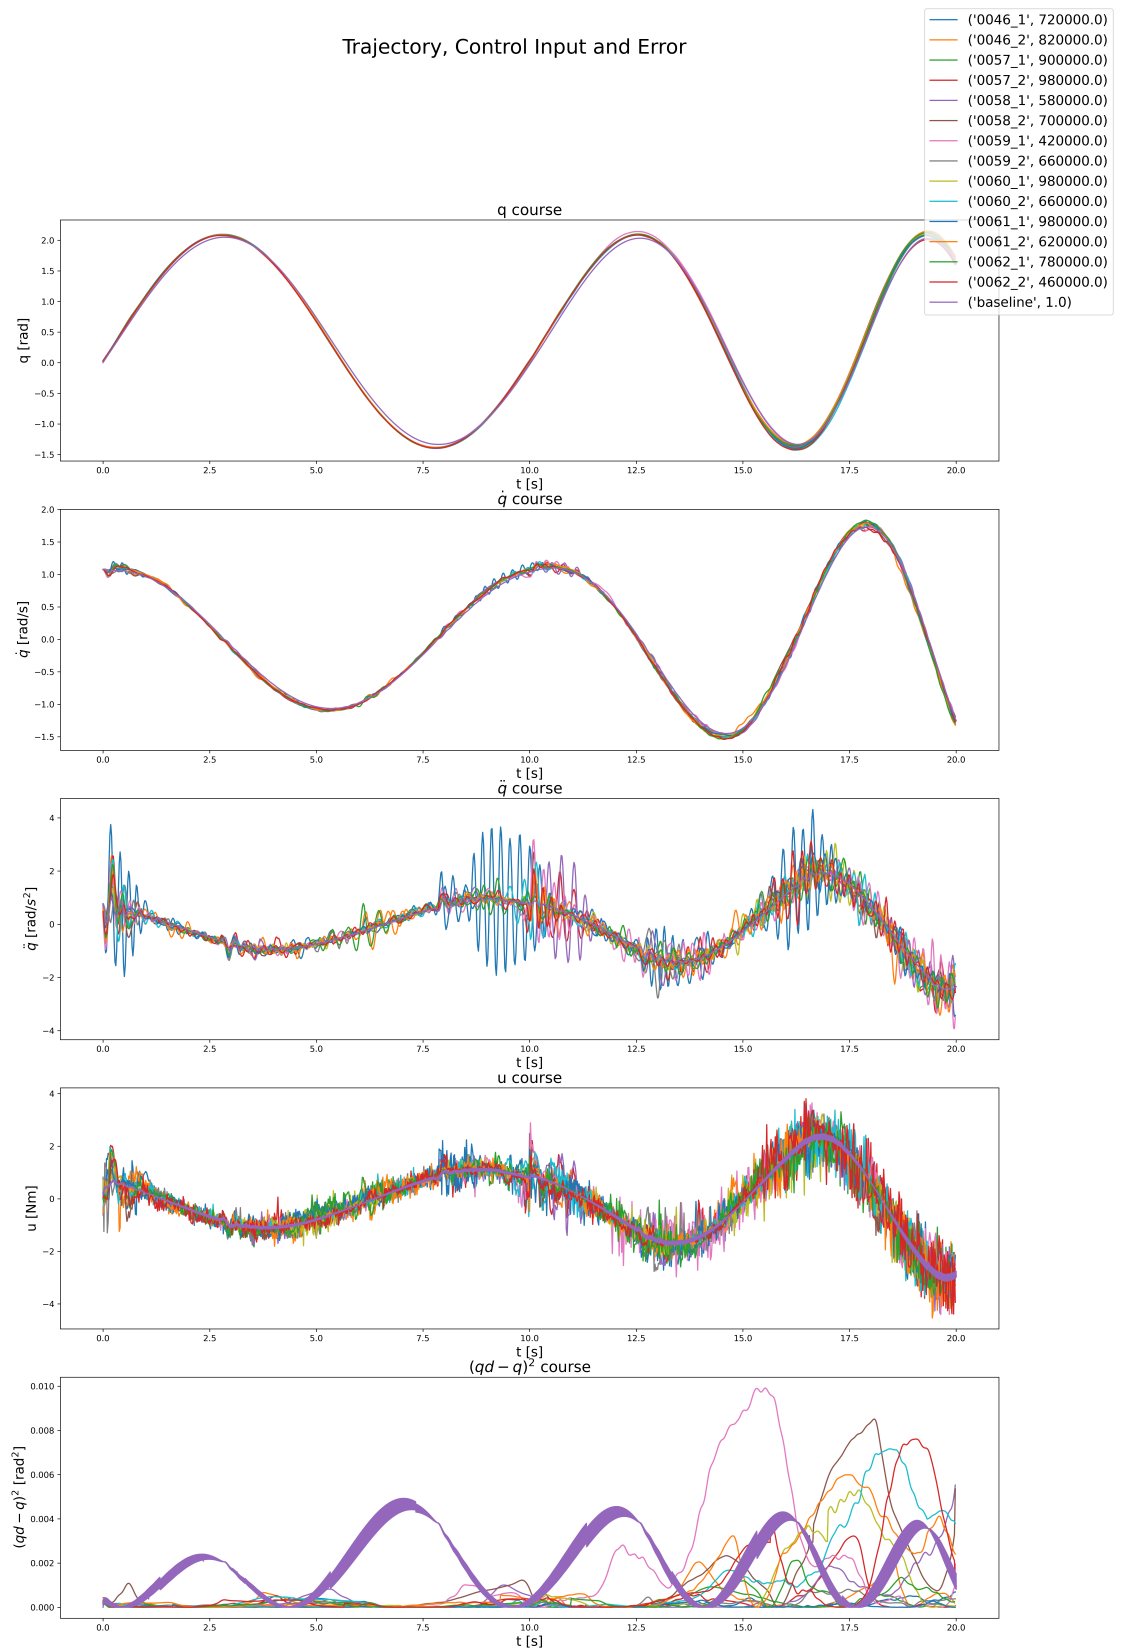 Trajectory, Control Input and Error
('0046_1', 720000.0)
('0046_2', 820000.0)
('0057_1', 900000.0)
('0057_2', 980000.0)
('0058_1', 580000.0)
('0058_2', 700000.0)
('0059_1', 420000.0)
('0059_2', 660000.0)
('0060_1', 980000.0)
('0060_2', 660000.0)
('0061_1', 980000.0)
('0061_2', 620000.0)
('0062_1', 780000.0)
('0062_2', 460000.0)
('baseline', 1.0)
q course
q [rad]
2.0
1.5
1.0
0.5
0.0
−0.5
−1.0
−1.5
0.0 2.5 5.0 7.5 10.0 12.5 15.0 17.5 20.0
t [s]
q̇ course
q̇ [rad/s]
2.0
1.5
1.0
0.5
0.0
−0.5
−1.0
−1.5
0.0 2.5 5.0 7.5 10.0 12.5 15.0 17.5 20.0
t [s]
q̈ course
q̈ [rad/s²]
4
2
0
−2
−4
0.0 2.5 5.0 7.5 10.0 12.5 15.0 17.5 20.0
t [s]
u course
u [Nm]
4
2
0
−2
−4
0.0 2.5 5.0 7.5 10.0 12.5 15.0 17.5 20.0
t [s]
(qd − q)² course
(qd − q)² [rad²]
0.010
0.008
0.006
0.004
0.002
0.000
0.0 2.5 5.0 7.5 10.0 12.5 15.0 17.5 20.0
t [s]